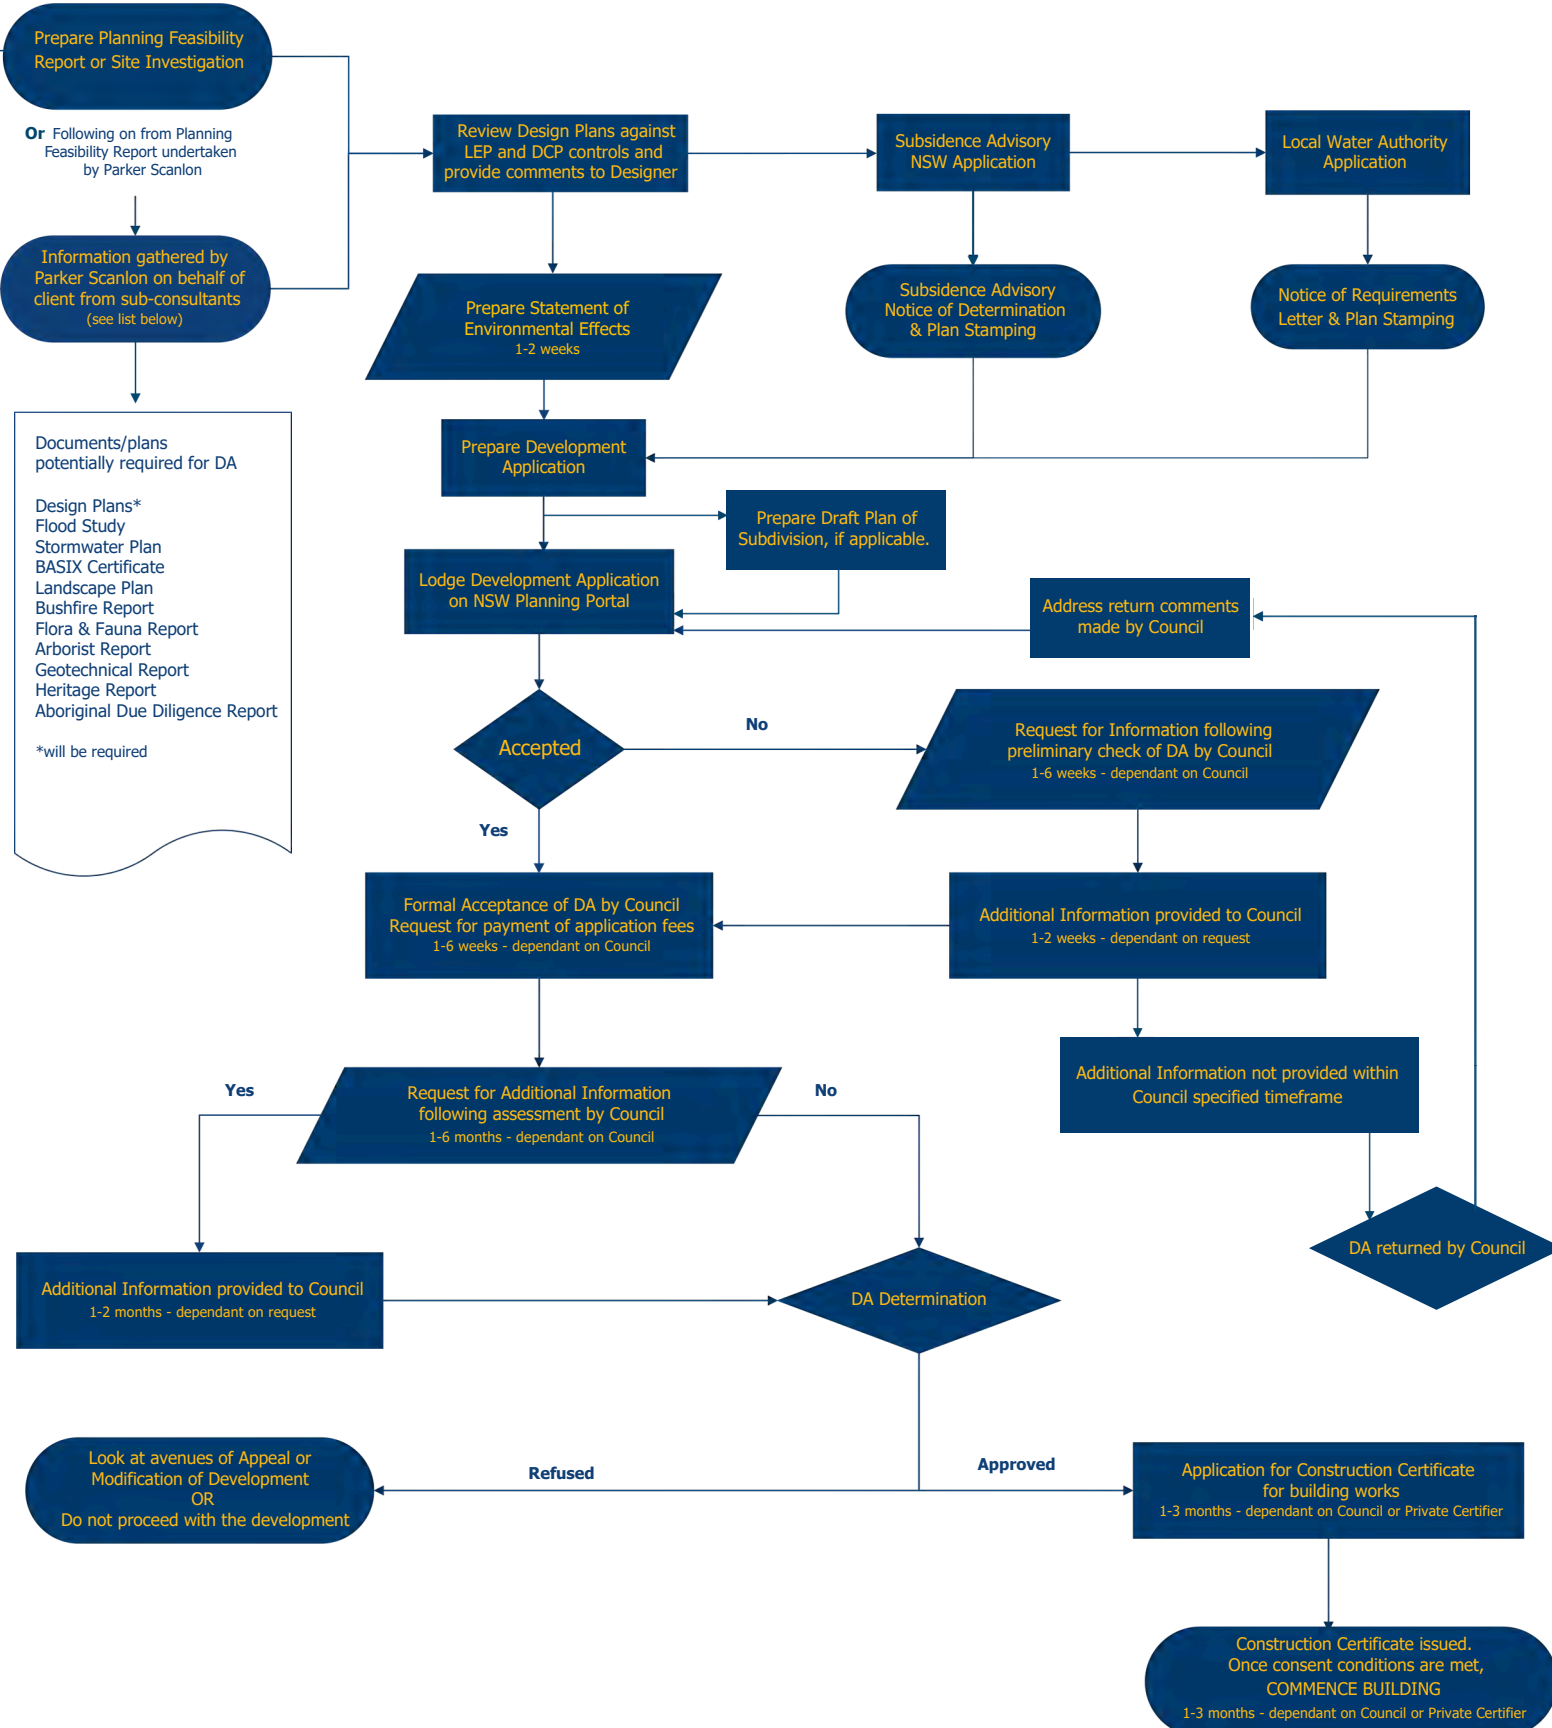 Prepare Planning Feasibility
Report or Site Investigation
Or Following on from Planning
Feasibility Report undertaken
by Parker Scanlon
Information gathered by
Parker Scanlon on behalf of
client from sub-consultants
(see list below)
Documents/plans
potentially required for DA
Design Plans*
Flood Study
Stormwater Plan
BASIX Certificate
Landscape Plan
Bushfire Report
Flora & Fauna Report
Arborist Report
Geotechnical Report
Heritage Report
Aboriginal Due Diligence Report
*will be required
Review Design Plans against
LEP and DCP controls and
provide comments to Designer
Subsidence Advisory
NSW Application
Local Water Authority
Application
Prepare Statement of
Environmental Effects
1-2 weeks
Subsidence Advisory
Notice of Determination
& Plan Stamping
Notice of Requirements
Letter & Plan Stamping
Prepare Development
Application
Prepare Draft Plan of
Subdivision, if applicable.
Lodge Development Application
on NSW Planning Portal
Address return comments
made by Council
Accepted
No
Request for Information following
preliminary check of DA by Council
1-6 weeks - dependant on Council
Yes
Formal Acceptance of DA by Council
Request for payment of application fees
1-6 weeks - dependant on Council
Additional Information provided to Council
1-2 weeks - dependant on request
Additional Information not provided within
Council specified timeframe
Yes
Request for Additional Information
following assessment by Council
1-6 months - dependant on Council
No
DA returned by Council
Additional Information provided to Council
1-2 months - dependant on request
DA Determination
Look at avenues of Appeal or
Modification of Development
OR
Do not proceed with the development
Refused
Approved
Application for Construction Certificate
for building works
1-3 months - dependant on Council or Private Certifier
Construction Certificate issued.
Once consent conditions are met,
COMMENCE BUILDING
1-3 months - dependant on Council or Private Certifier